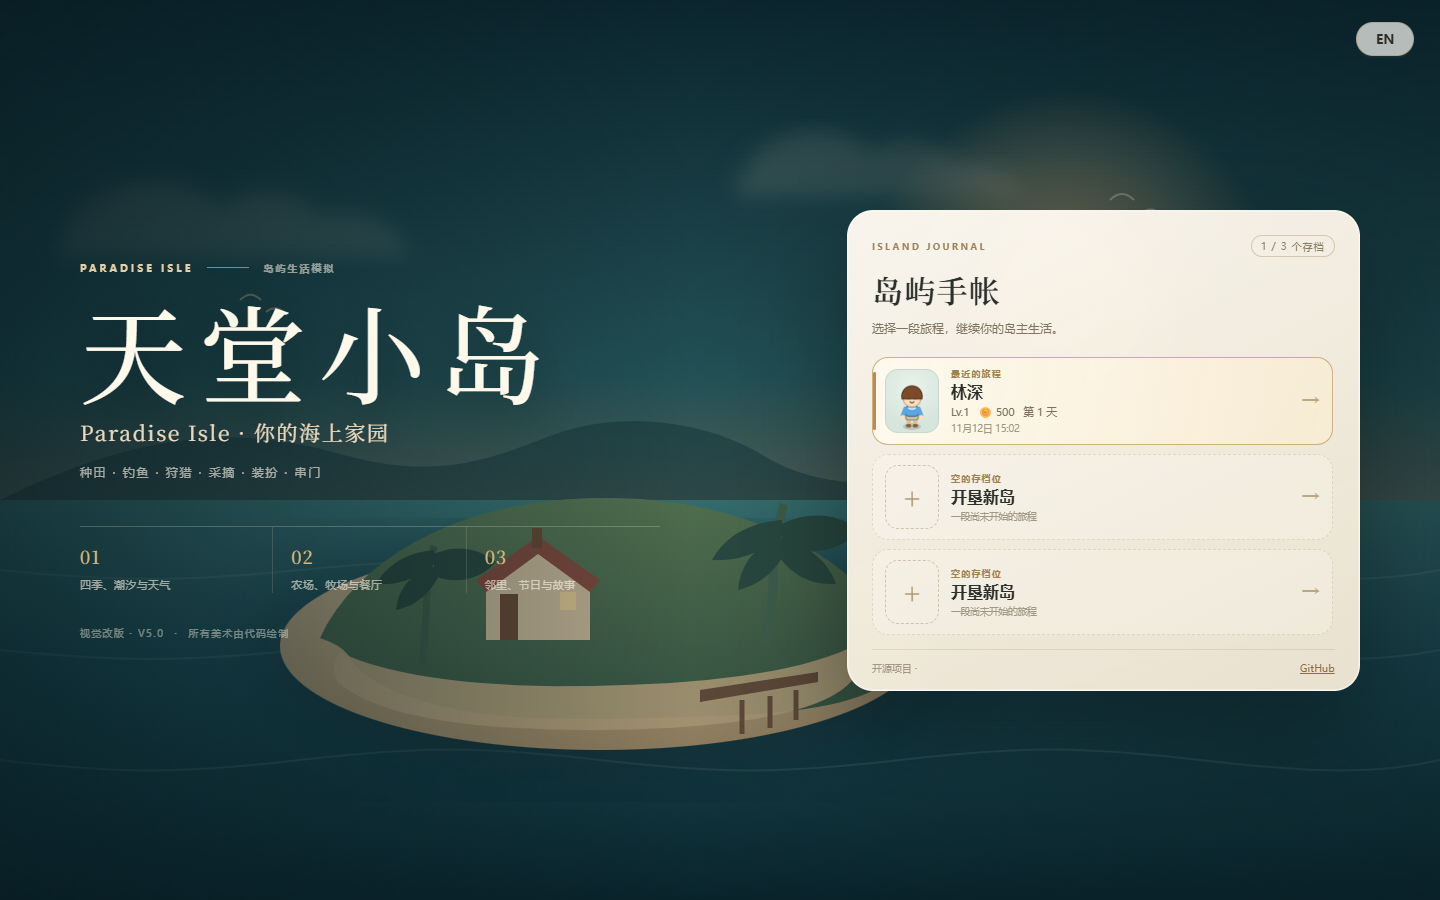 EN
PARADISE ISLE
岛屿生活模拟
天堂小岛
Paradise Isle · 你的海上家园
种田 · 钓鱼 · 狩猎 · 采摘 · 装扮 · 串门
01
四季、潮汐与天气
02
农场、牧场与餐厅
03
邻里、节日与故事
视觉改版 · V5.0 · 所有美术由代码绘制
ISLAND JOURNAL
1 / 3 个存档
岛屿手帐
选择一段旅程，继续你的岛主生活。
最近的旅程
林深
Lv.1 500 第 1 天
11月12日 15:02
→
空的存档位
开垦新岛
一段尚未开始的旅程
→
空的存档位
开垦新岛
一段尚未开始的旅程
→
开源项目 ·
GitHub